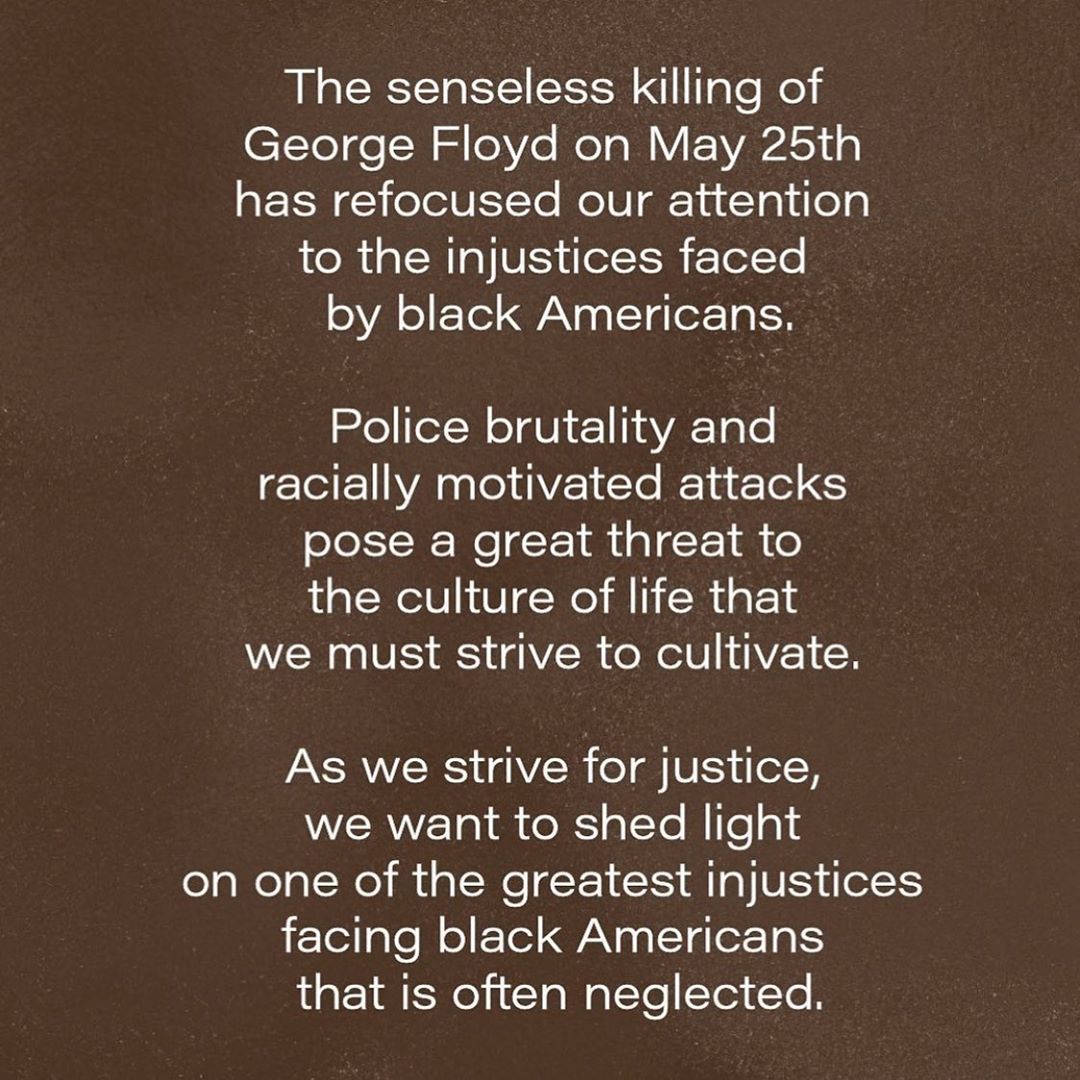 The senseless killing of
George Floyd on May 25th
has refocused our attention
to the injustices faced
by black Americans.
Police brutality and
racially motivated attacks
pose a great threat to
the culture of life that
we must strive to cultivate.
As we strive for justice,
we want to shed light
on one of the greatest injustices
facing black Americans
that is often neglected.